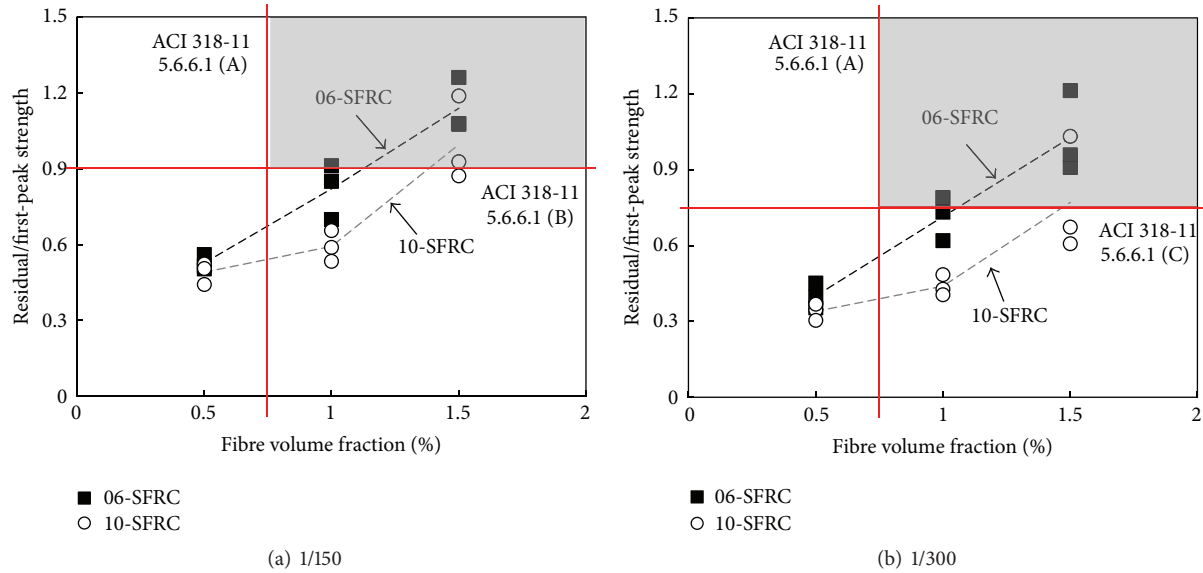 Residual/first-peak strength
1.5
1.2
0.9
0.6
0.3
0
ACI 318-11
5.6.6.1 (A)
06-SFRC
ACI 318-11
5.6.6.1 (B)
10-SFRC
0.5
1
1.5
2
Fibre volume fraction (%)
06-SFRC
10-SFRC
(a) 1/150
Residual/first-peak strength
1.5
1.2
0.9
0.6
0.3
0
ACI 318-11
5.6.6.1 (A)
06-SFRC
ACI 318-11
5.6.6.1 (C)
10-SFRC
0
0.5
1
1.5
2
Fibre volume fraction (%)
06-SFRC
10-SFRC
(b) 1/300